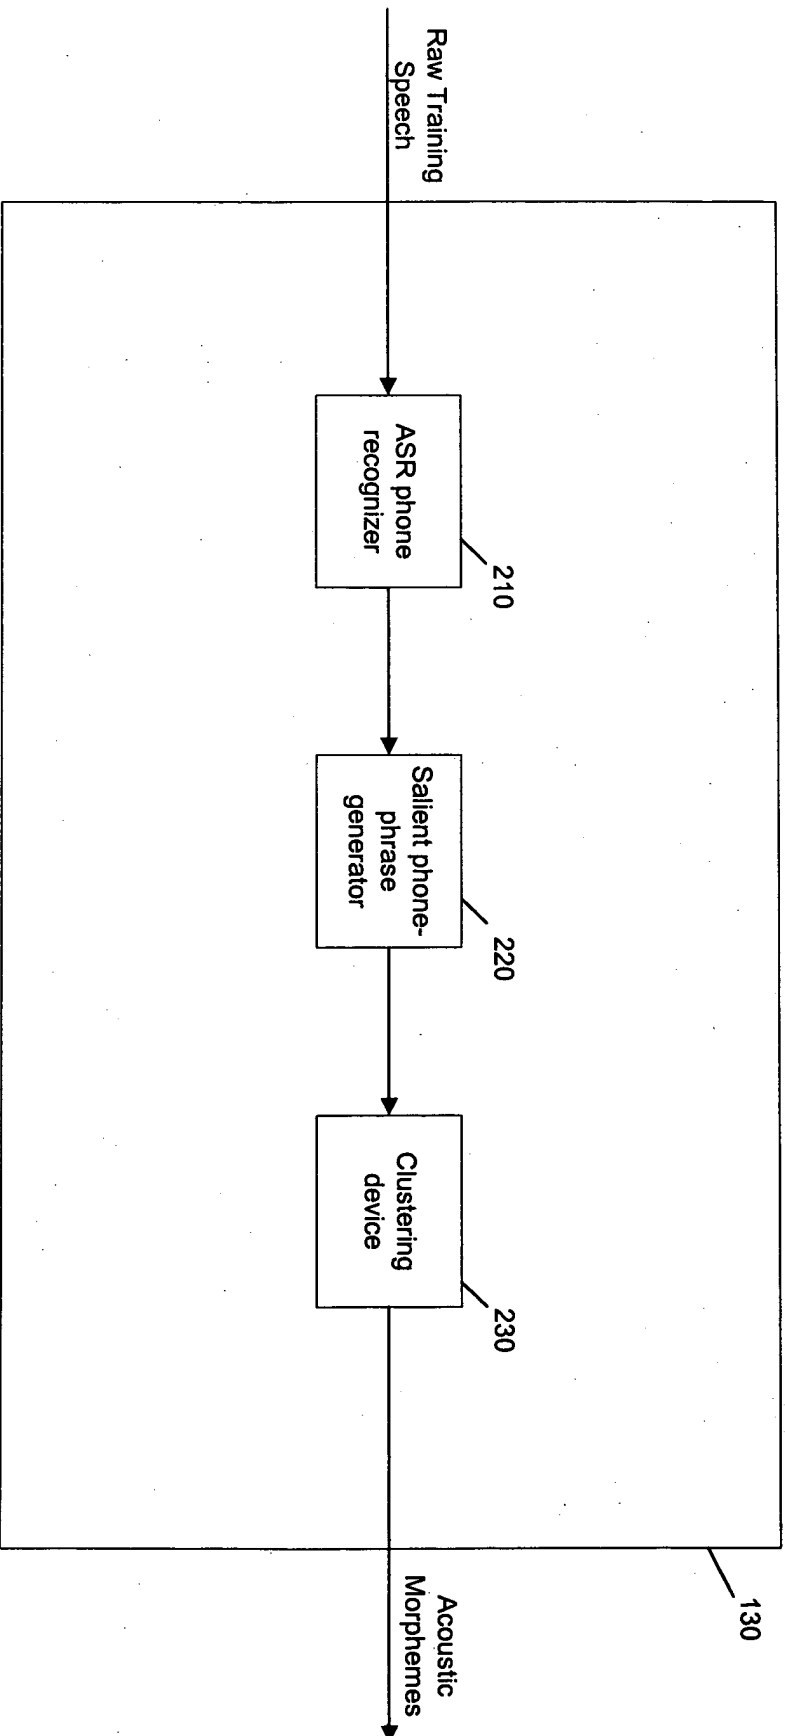 Raw Training
Speech
ASR phone
recognizer
210
Salient phone-
phrase
generator
220
Clustering
device
230
130
Acoustic
Morphemes